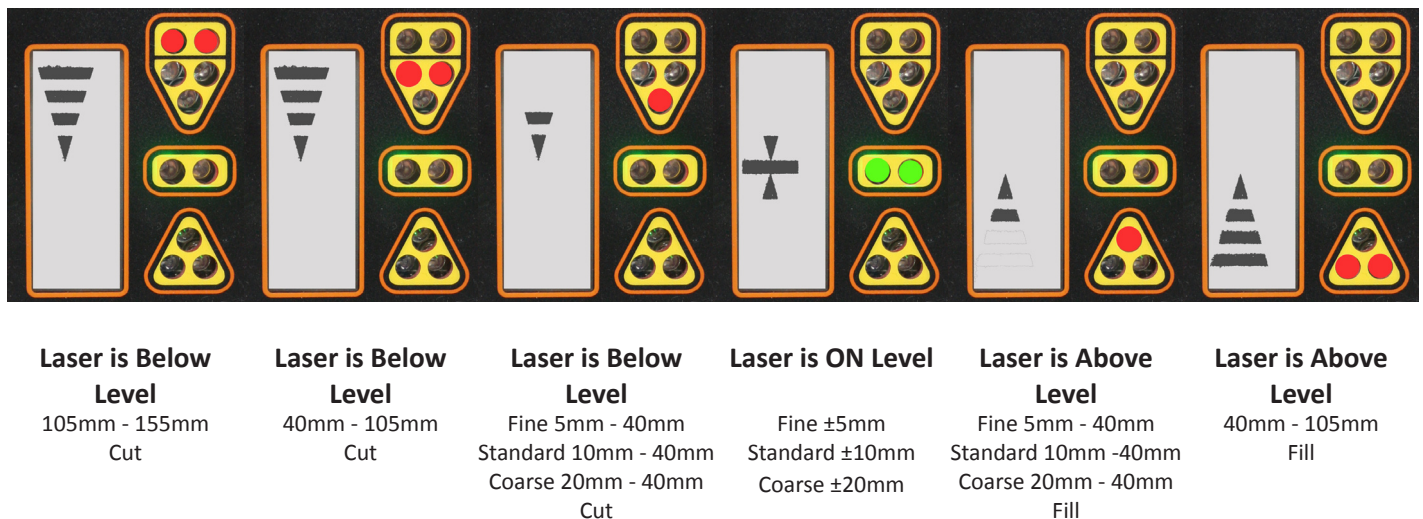 Laser is Below
Level
105mm - 155mm
Cut
Laser is Below
Level
40mm - 105mm
Cut
Laser is Below
Level
Fine 5mm - 40mm
Standard 10mm - 40mm
Coarse 20mm - 40mm
Cut
Laser is ON Level
Fine ±5mm
Standard ±10mm
Coarse ±20mm
Laser is Above
Level
Fine 5mm - 40mm
Standard 10mm -40mm
Coarse 20mm - 40mm
Fill
Laser is Above
Level
40mm - 105mm
Fill